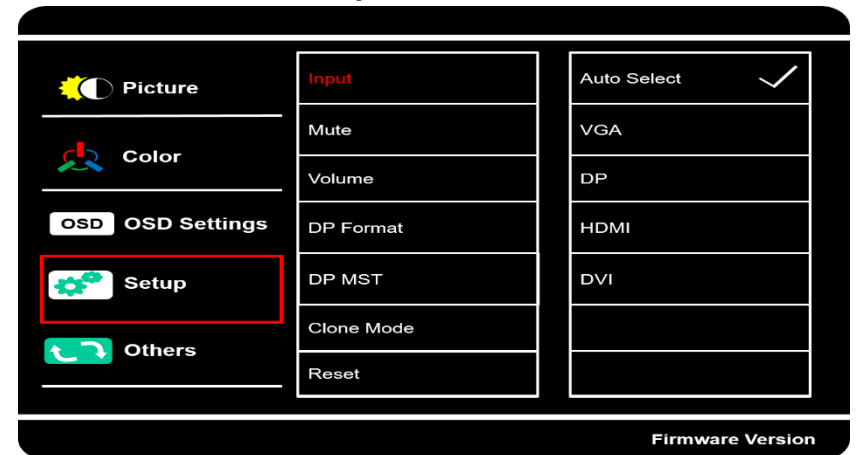 Picture
Color
OSD OSD Settings
Setup
Others
Input
Mute
Volume
DP Format
DP MST
Clone Mode
Reset
Auto Select
VGA
DP
HDMI
DVI
Firmware Version